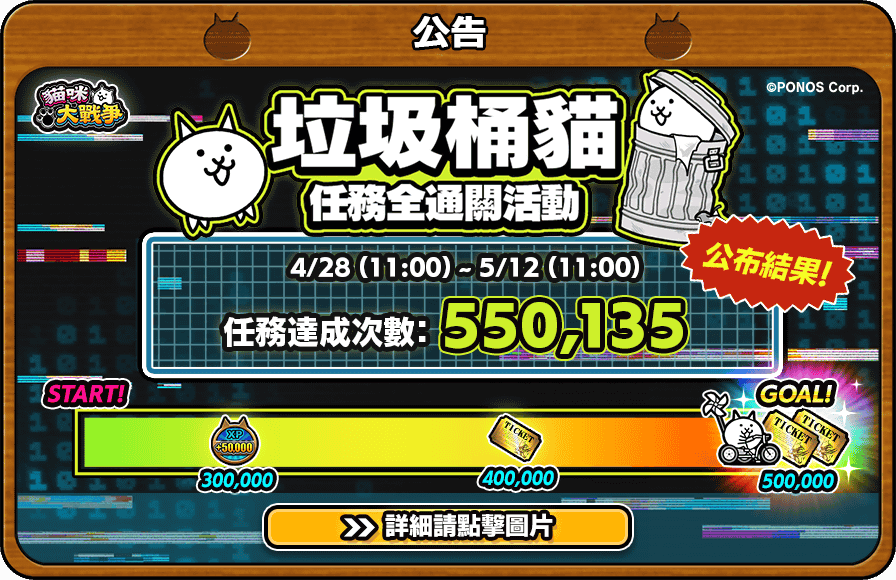 公告
貓咪
大戰爭
©PONOS Corp.
垃圾桶貓
任務全通關活動
4/28 (11:00) ~ 5/12 (11:00)
公布結果!
任務達成次數: 550,135
START!
GOAL!
XP
+50,000
TICKET
TICKET
TICKET
300,000
400,000
500,000
>> 詳細請點擊圖片